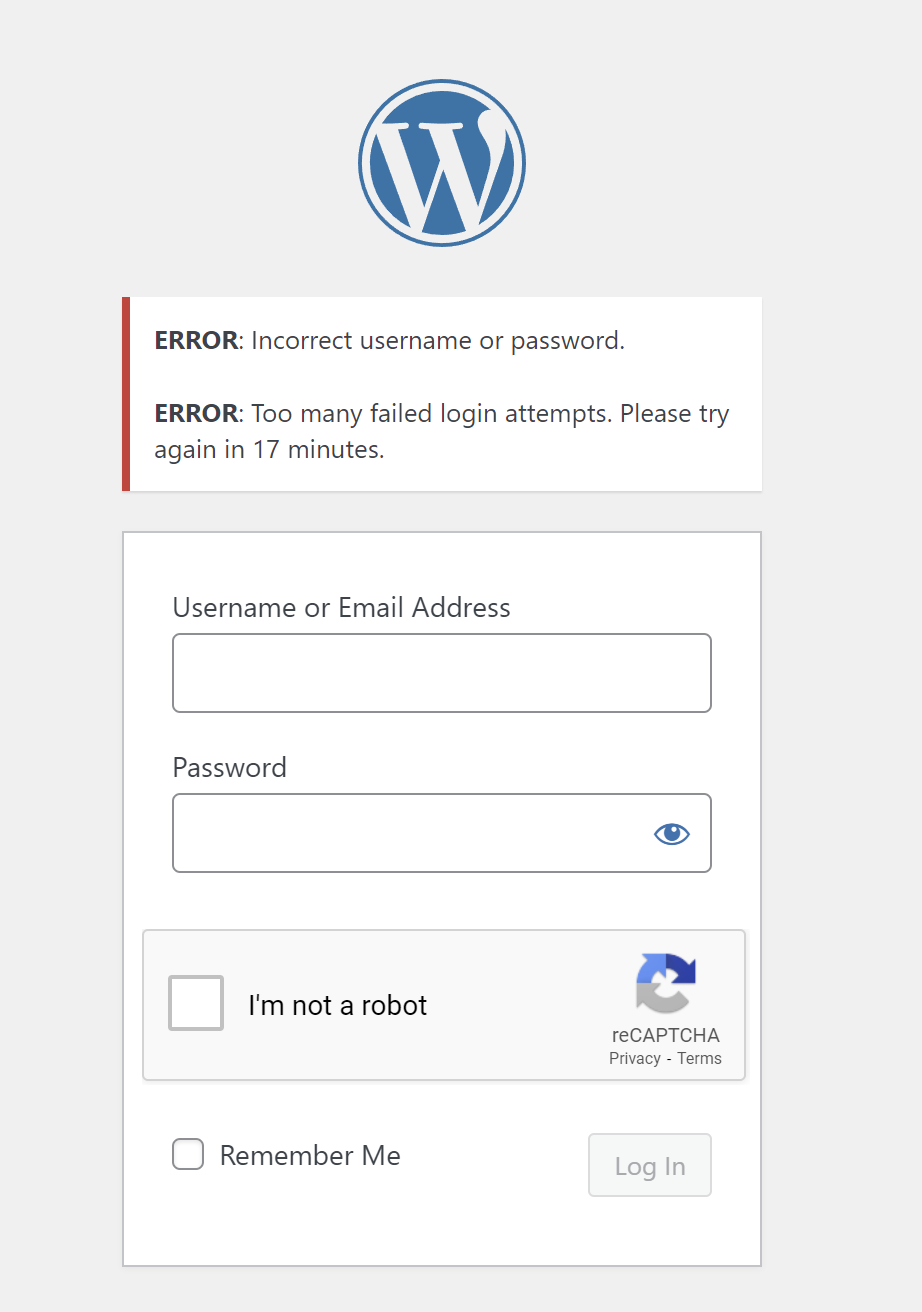 ERROR: Incorrect username or password.
ERROR: Too many failed login attempts. Please try
again in 17 minutes.
Username or Email Address
Password
I'm not a robot
reCAPTCHA
Privacy - Terms
Remember Me
Log In